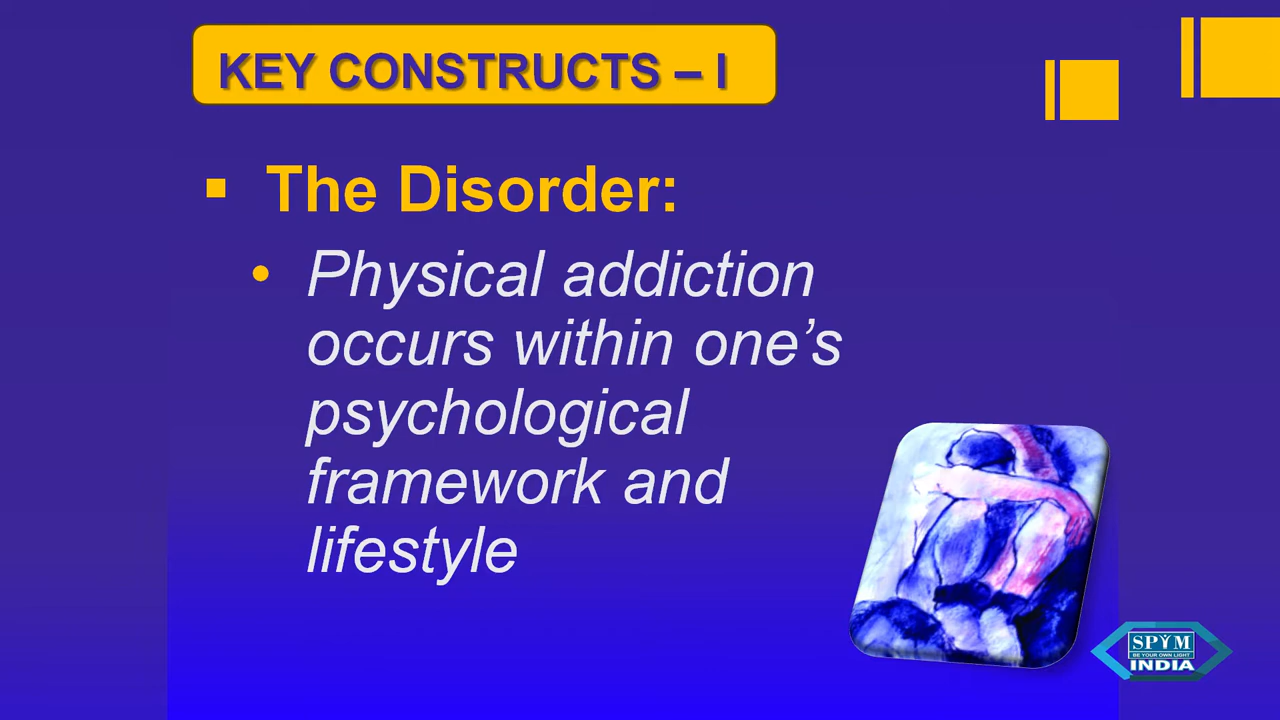 KEY CONSTRUCTS – I
▪ The Disorder:
• Physical addiction
occurs within one’s
psychological
framework and
lifestyle
SPYM
BE YOUR OWN LIGHT
INDIA